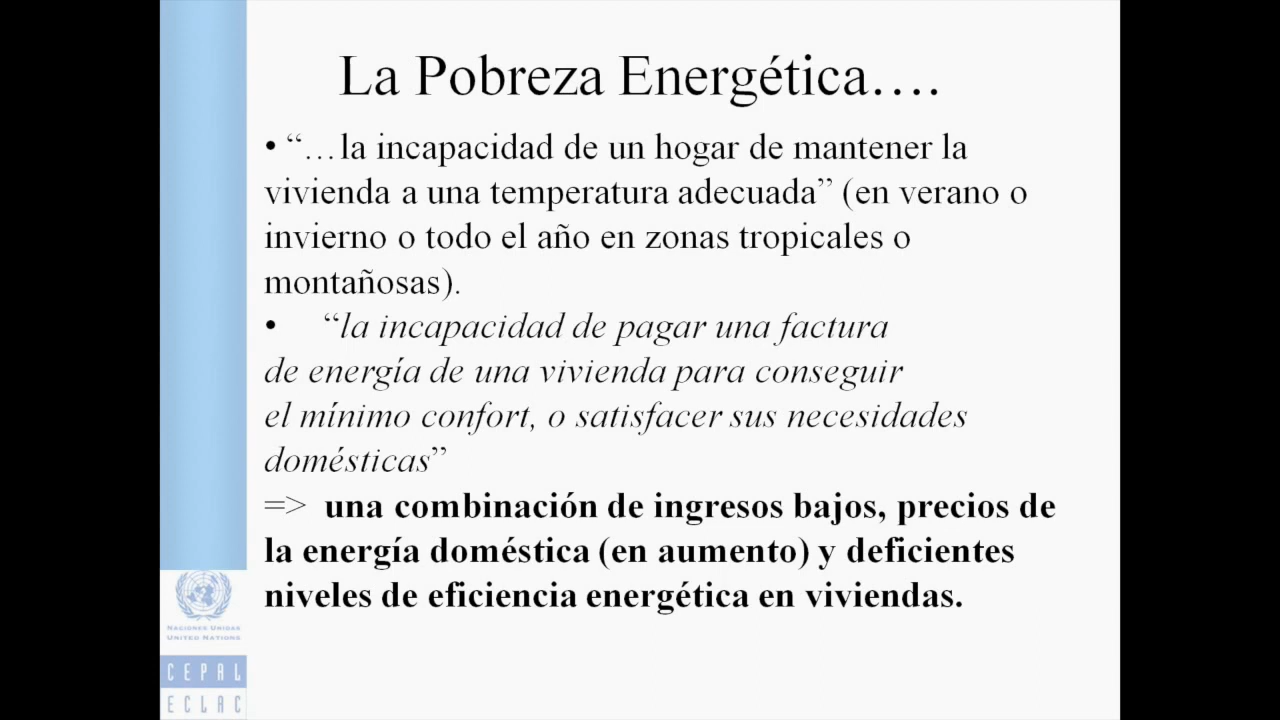 La Pobreza Energética….
• “…la incapacidad de un hogar de mantener la
vivienda a una temperatura adecuada” (en verano o
invierno o todo el año en zonas tropicales o
montañosas).
• “la incapacidad de pagar una factura
de energía de una vivienda para conseguir
el mínimo confort, o satisfacer sus necesidades
domésticas”
=> una combinación de ingresos bajos, precios de
la energía doméstica (en aumento) y deficientes
niveles de eficiencia energética en viviendas.
NACIONES UNIDAS
UNITED NATIONS
CEPAL
ECLAC